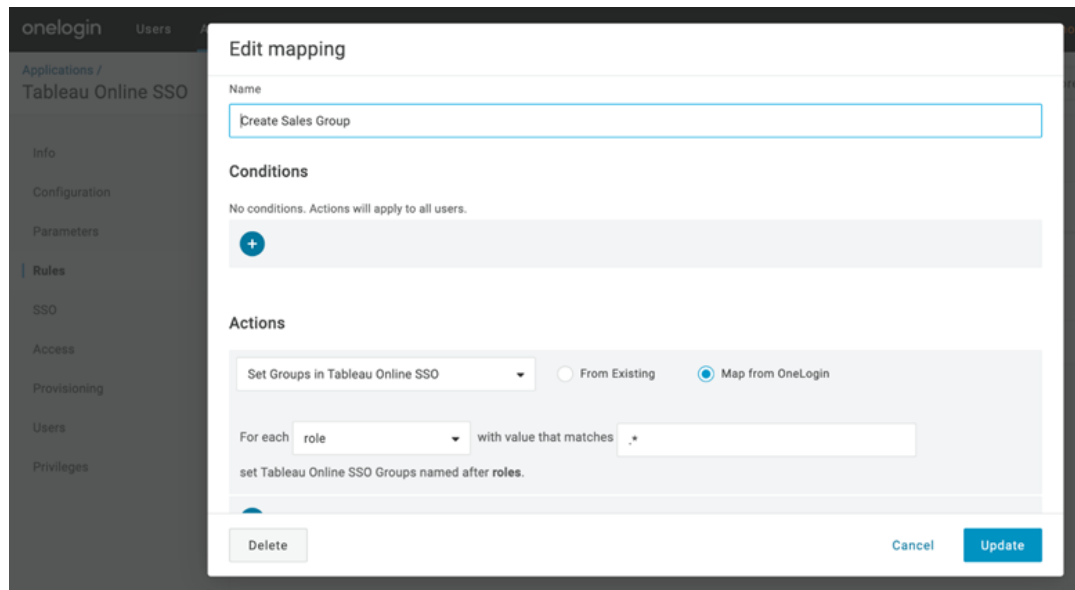 onelogin Users
Applications /
Tableau Online SSO
Info
Configuration
Parameters
Rules
SSO
Access
Provisioning
Users
Privileges
Edit mapping
Name
Create Sales Group
Conditions
No conditions. Actions will apply to all users.
+
Actions
Set Groups in Tableau Online SSO From Existing Map from OneLogin
For each role with value that matches .*
set Tableau Online SSO Groups named after roles.
Delete Cancel Update